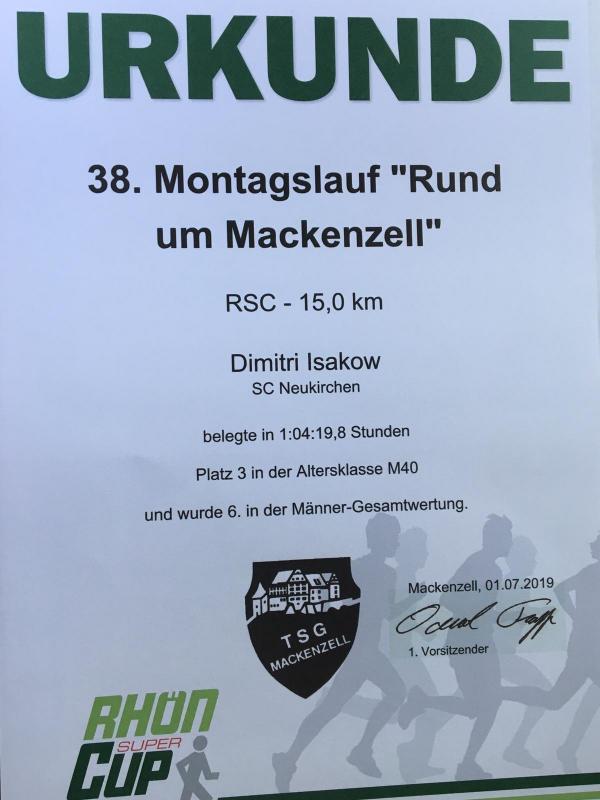 URKUNDE
38. Montagslauf "Rund
um Mackenzell"
RSC - 15,0 km
Dimitri Isakow
SC Neukirchen
belegte in 1:04:19,8 Stunden
Platz 3 in der Altersklasse M40
und wurde 6. in der Männer-Gesamtwertung.
TSG
MACKENZELL
Mackenzell, 01.07.2019
1. Vorsitzender
RHÖN
SUPER
CUP